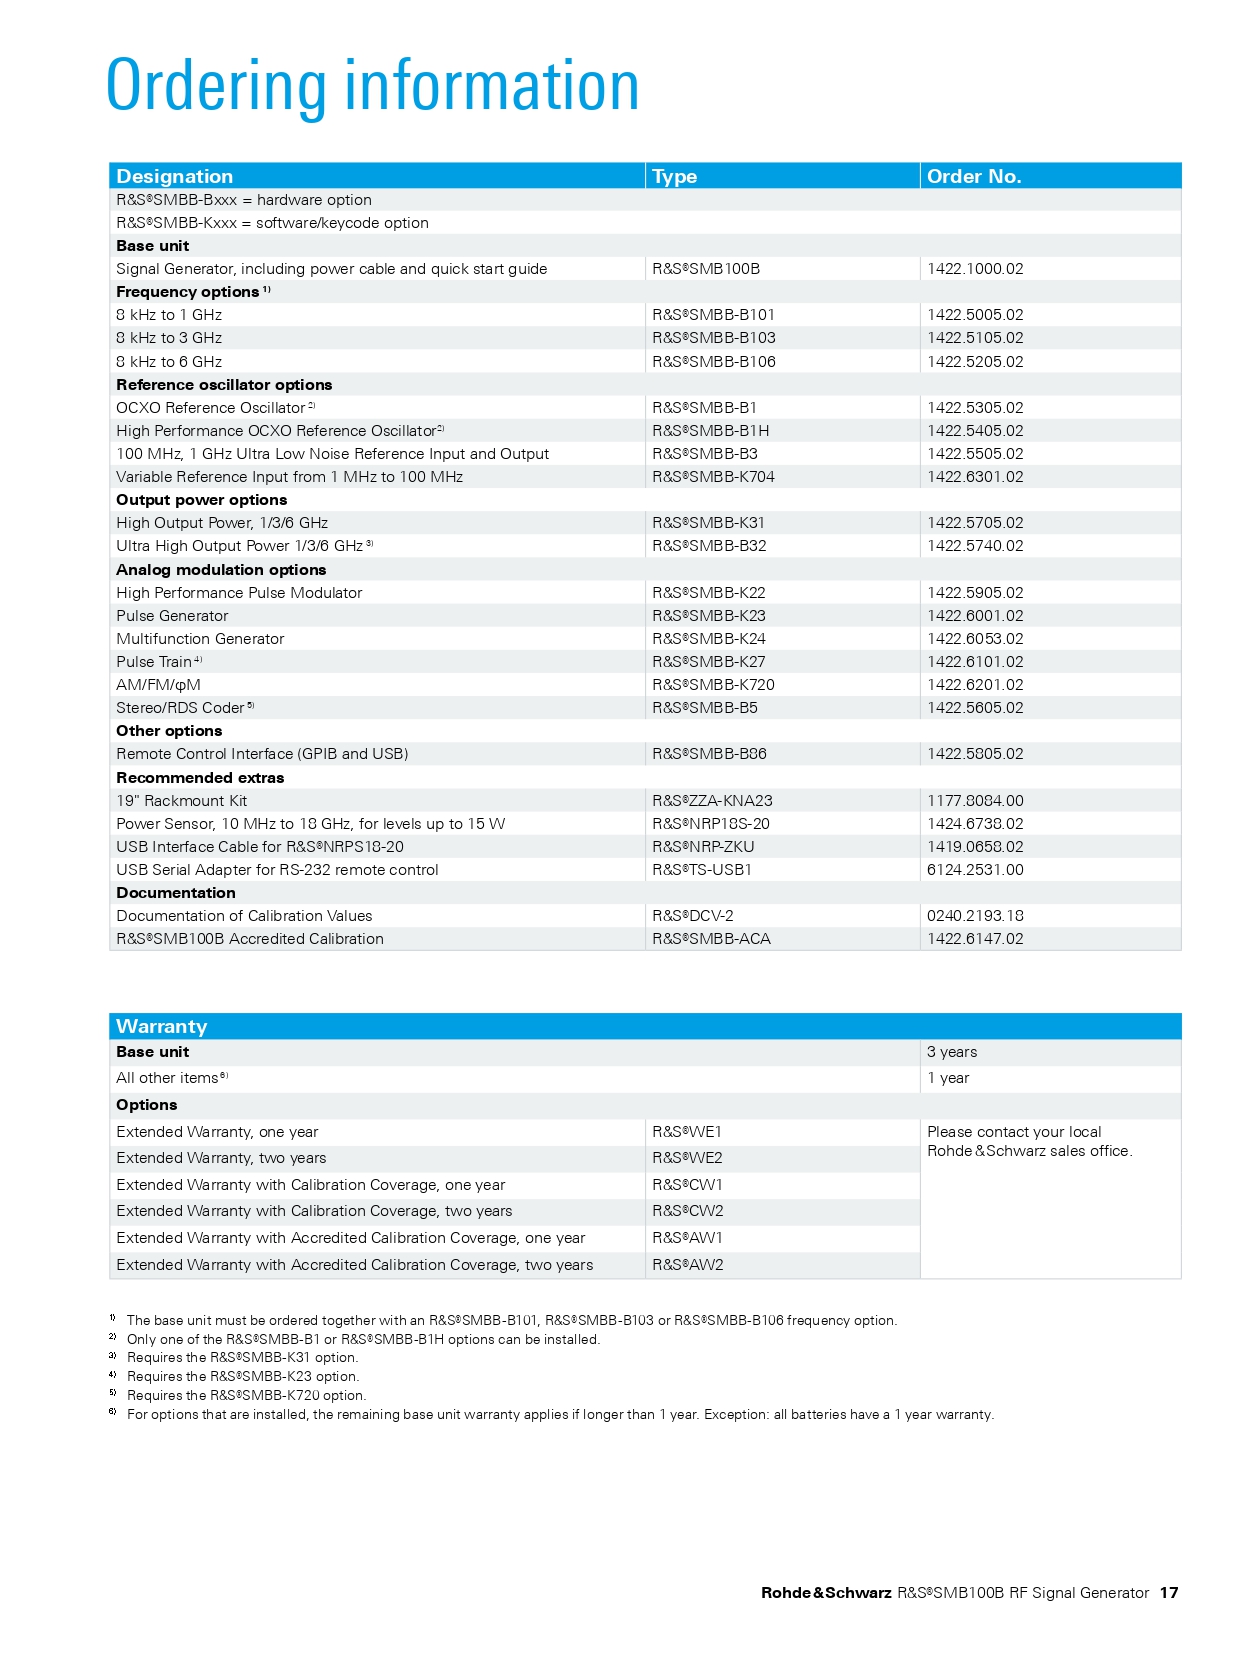 Ordering information
Designation Type Order No.
R&S®SMBB-Bxxx = hardware option
R&S®SMBB-Kxxx = software/keycode option
Base unit
Signal Generator, including power cable and quick start guide R&S®SMB100B 1422.1000.02
Frequency options 1)
8 kHz to 1 GHz R&S®SMBB-B101 1422.5005.02
8 kHz to 3 GHz R&S®SMBB-B103 1422.5105.02
8 kHz to 6 GHz R&S®SMBB-B106 1422.5205.02
Reference oscillator options
OCXO Reference Oscillator 2) R&S®SMBB-B1 1422.5305.02
High Performance OCXO Reference Oscillator2) R&S®SMBB-B1H 1422.5405.02
100 MHz, 1 GHz Ultra Low Noise Reference Input and Output R&S®SMBB-B3 1422.5505.02
Variable Reference Input from 1 MHz to 100 MHz R&S®SMBB-K704 1422.6301.02
Output power options
High Output Power, 1/3/6 GHz R&S®SMBB-K31 1422.5705.02
Ultra High Output Power 1/3/6 GHz 3) R&S®SMBB-B32 1422.5740.02
Analog modulation options
High Performance Pulse Modulator R&S®SMBB-K22 1422.5905.02
Pulse Generator R&S®SMBB-K23 1422.6001.02
Multifunction Generator R&S®SMBB-K24 1422.6053.02
Pulse Train 4) R&S®SMBB-K27 1422.6101.02
AM/FM/φM R&S®SMBB-K720 1422.6201.02
Stereo/RDS Coder 5) R&S®SMBB-B5 1422.5605.02
Other options
Remote Control Interface (GPIB and USB) R&S®SMBB-B86 1422.5805.02
Recommended extras
19" Rackmount Kit R&S®ZZA-KNA23 1177.8084.00
Power Sensor, 10 MHz to 18 GHz, for levels up to 15 W R&S®NRP18S-20 1424.6738.02
USB Interface Cable for R&S®NRPS18-20 R&S®NRP-ZKU 1419.0658.02
USB Serial Adapter for RS-232 remote control R&S®TS-USB1 6124.2531.00
Documentation
Documentation of Calibration Values R&S®DCV-2 0240.2193.18
R&S®SMB100B Accredited Calibration R&S®SMBB-ACA 1422.6147.02
Warranty
Base unit 3 years
All other items 6) 1 year
Options
Extended Warranty, one year R&S®WE1 Please contact your local
Rohde & Schwarz sales office.
Extended Warranty, two years R&S®WE2
Extended Warranty with Calibration Coverage, one year R&S®CW1
Extended Warranty with Calibration Coverage, two years R&S®CW2
Extended Warranty with Accredited Calibration Coverage, one year R&S®AW1
Extended Warranty with Accredited Calibration Coverage, two years R&S®AW2
1) The base unit must be ordered together with an R&S®SMBB-B101, R&S®SMBB-B103 or R&S®SMBB-B106 frequency option.
2) Only one of the R&S®SMBB-B1 or R&S®SMBB-B1H options can be installed.
3) Requires the R&S®SMBB-K31 option.
4) Requires the R&S®SMBB-K23 option.
5) Requires the R&S®SMBB-K720 option.
6) For options that are installed, the remaining base unit warranty applies if longer than 1 year. Exception: all batteries have a 1 year warranty.
Rohde & Schwarz R&S®SMB100B RF Signal Generator 17